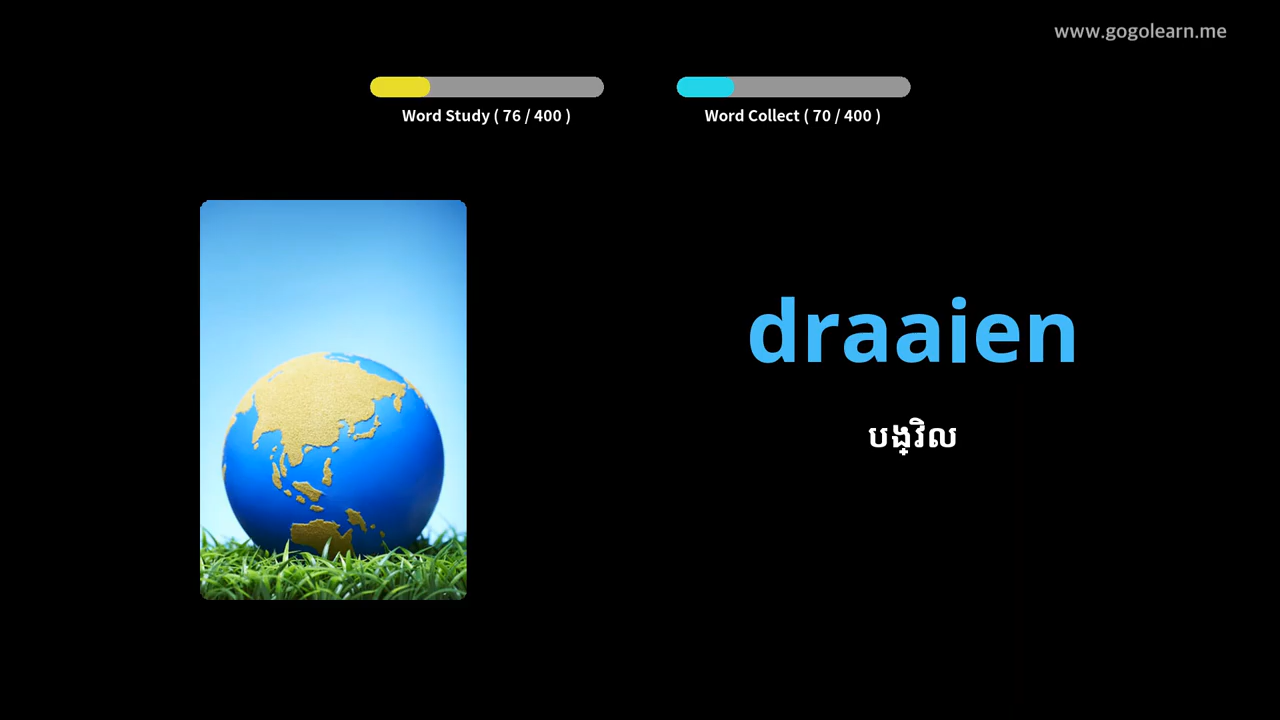 www.gogolearn.me
Word Study ( 76 / 400 )
Word Collect ( 70 / 400 )
draaien
បង្វិល